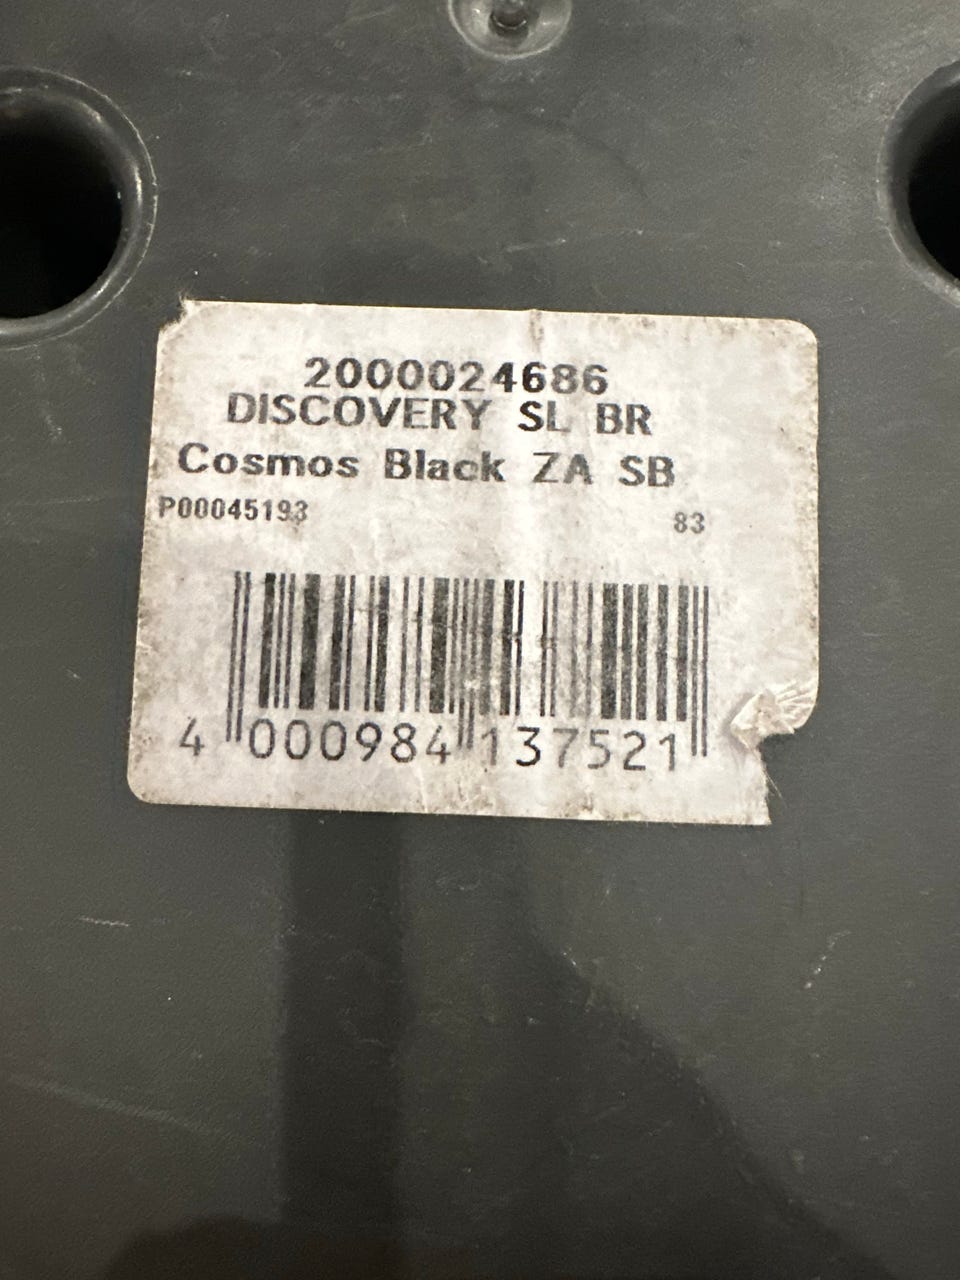 2000024686
DISCOVERY SL BR
Cosmos Black ZA SB
P00045193 83
4 000984 137521